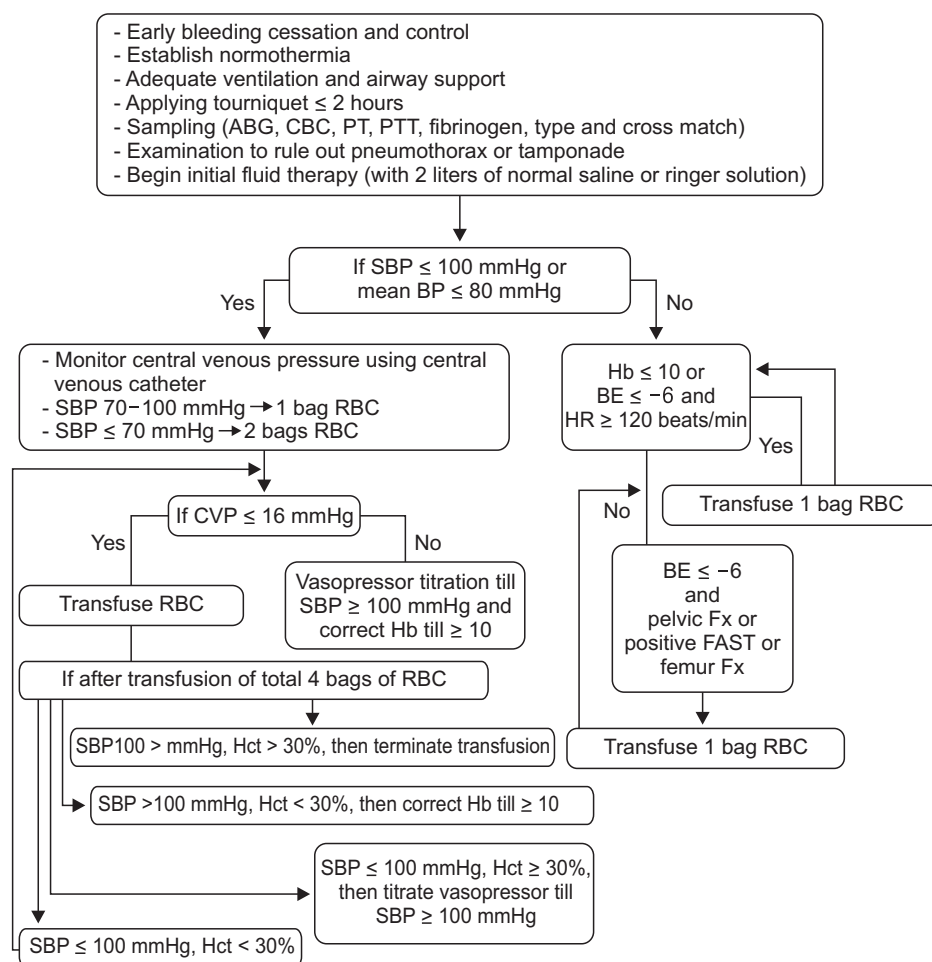 - Early bleeding cessation and control
- Establish normothermia
- Adequate ventilation and airway support
- Applying tourniquet ≤ 2 hours
- Sampling (ABG, CBC, PT, PTT, fibrinogen, type and cross match)
- Examination to rule out pneumothorax or tamponade
- Begin initial fluid therapy (with 2 liters of normal saline or ringer solution)
If SBP ≤ 100 mmHg or
mean BP ≤ 80 mmHg
Yes
No
- Monitor central venous pressure using central
venous catheter
- SBP 70−100 mmHg → 1 bag RBC
- SBP ≤ 70 mmHg → 2 bags RBC
Hb ≤ 10 or
BE ≤ −6 and
HR ≥ 120 beats/min
Yes
Transfuse 1 bag RBC
No
If CVP ≤ 16 mmHg
Yes
No
Transfuse RBC
Vasopressor titration till
SBP ≥ 100 mmHg and
correct Hb till ≥ 10
BE ≤ −6
and
pelvic Fx or
positive FAST or
femur Fx
Transfuse 1 bag RBC
If after transfusion of total 4 bags of RBC
SBP100 > mmHg, Hct > 30%, then terminate transfusion
SBP >100 mmHg, Hct < 30%, then correct Hb till ≥ 10
SBP ≤ 100 mmHg, Hct ≥ 30%,
then titrate vasopressor till
SBP ≥ 100 mmHg
SBP ≤ 100 mmHg, Hct < 30%